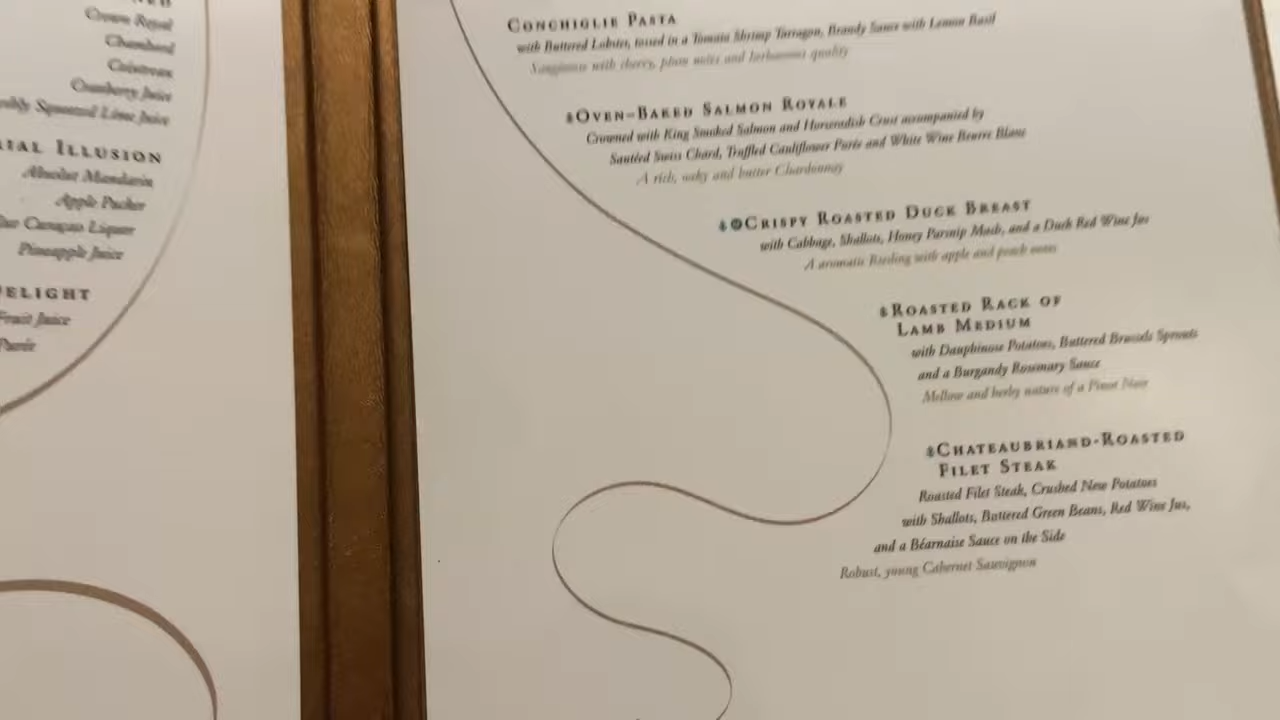 Crown Royal
Chambord
Cointreau
Cranberry Juice
Squeezed Lime Juice
ILLUSION
Absolut Mandarin
Apple Pucker
Curaçao Liquor
Pineapple Juice
ELIGHT
Fruit Juice
Purée
CONCHIGLIE PASTA
with Buttered Lobster, tossed in a Tomato Shrimp Tarragon, Brandy Sauce with Lemon Basil
Sangiovese with cherry, plum notes and herbaceous quality
OVEN-BAKED SALMON ROYALE
Crowned with King Smoked Salmon and Horseradish Crust accompanied by
Sautéed Swiss Chard, Truffled Cauliflower Purée and White Wine Beurre Blanc
A rich, oaky and butter Chardonnay
CRISPY ROASTED DUCK BREAST
with Cabbage, Shallots, Honey Parsnip Mash, and a Duck Red Wine Jus
A aromatic Riesling with apple and peach notes
ROASTED RACK OF
LAMB MEDIUM
with Dauphinose Potatoes, Buttered Brussels Sprouts
and a Burgandy Rosemary Sauce
Mellow and herby nature of a Pinot Noir
CHATEAUBRIAND-ROASTED
FILET STEAK
Roasted Filet Steak, Crushed New Potatoes
with Shallots, Buttered Green Beans, Red Wine Jus,
and a Béarnaise Sauce on the Side
Robust, young Cabernet Sauvignon